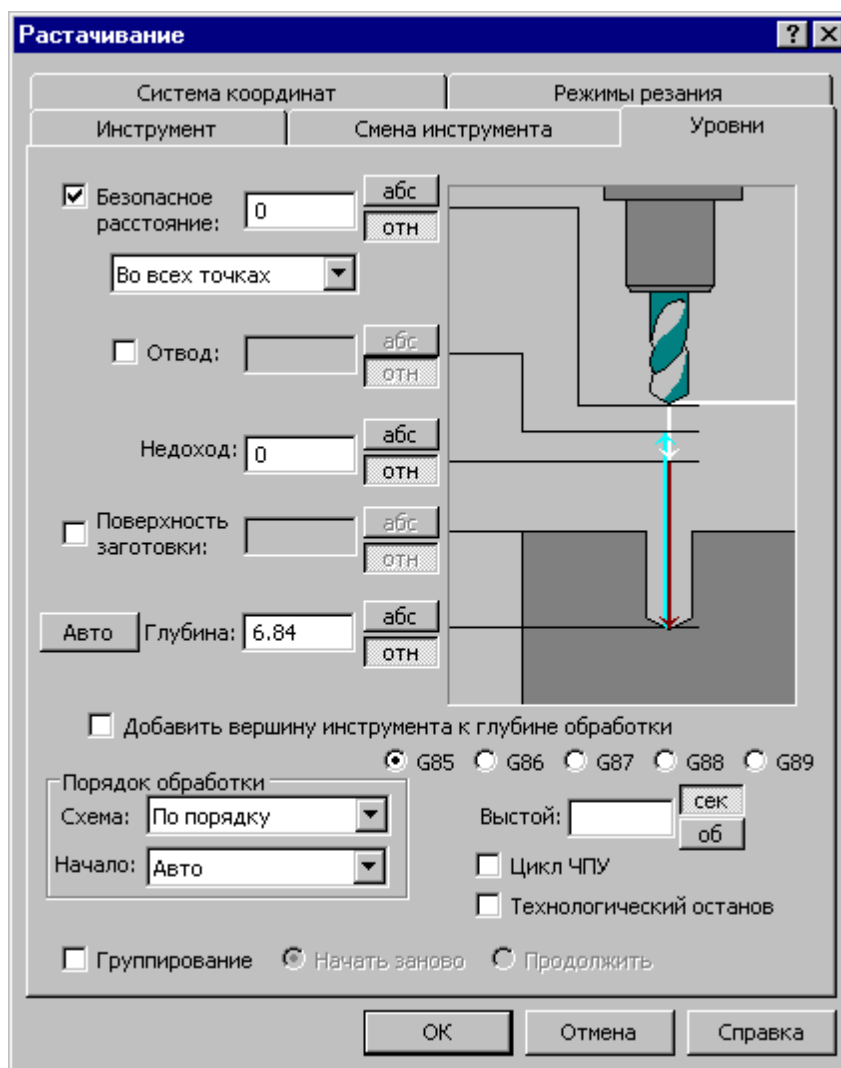 Растачивание
Система координат
Режимы резания
Инструмент
Смена инструмента
Уровни
Безопасное расстояние:
0
абс
отн
Во всех точках
Отвод:
абс
отн
Недоход:
0
абс
отн
Поверхность заготовки:
абс
отн
Авто
Глубина:
6.84
абс
отн
Добавить вершину инструмента к глубине обработки
G85 G86 G87 G88 G89
Порядок обработки
Схема:
По порядку
Начало:
Авто
Выстой:
сек
об
Цикл ЧПУ
Технологический останов
Группирование
Начать заново
Продолжить
ОК
Отмена
Справка